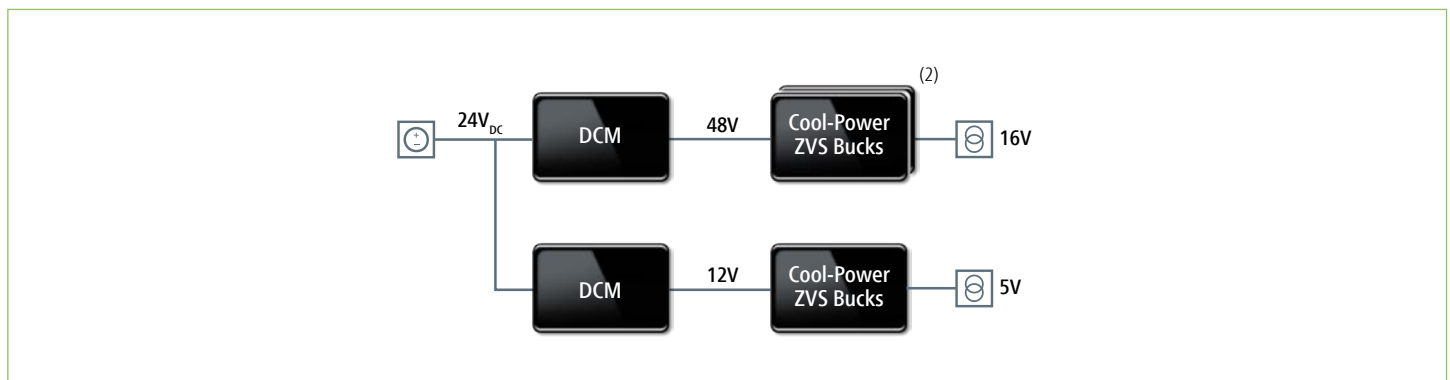 (2)
24V_DC
DCM
48V
Cool-Power
ZVS Bucks
16V
DCM
12V
Cool-Power
ZVS Bucks
5V